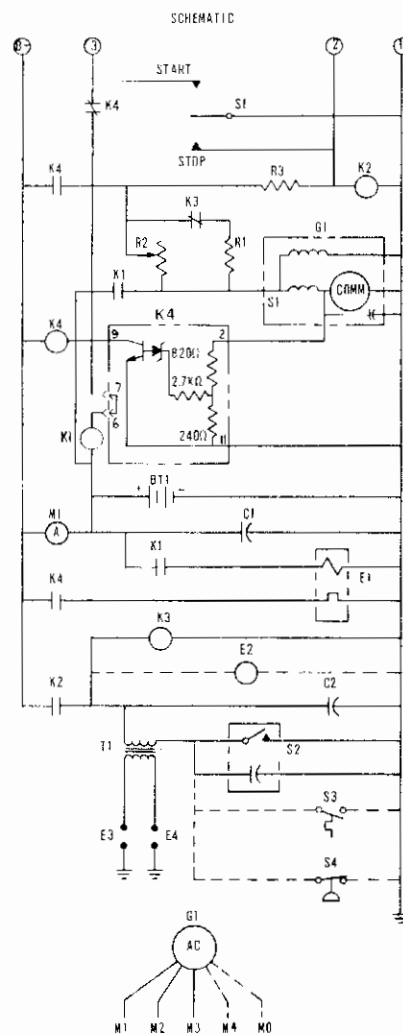 SCHEMATIC
B+ 3 2 1
START
K4
S1
STOP
K4
R3
K2
K3
G1
R2
R1
K1
S1
COMM
K4
K4
9
2
820Ω
2.7KΩ
7
6
240Ω
11
K1
+ BT1 -
M1
A
C1
K1
E1
K4
K3
E2
K2
C2
T1
S2
S3
E3 E4
S4
G1
AC
M1 M2 M3 M4 M0